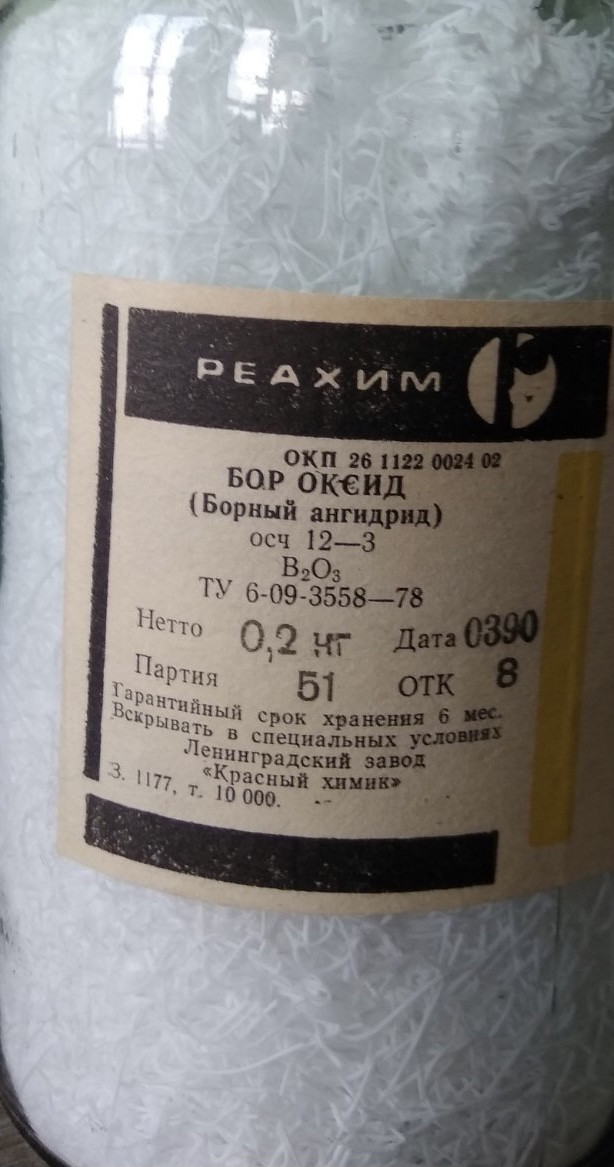 РЕАХИМ
ОКП 26 1122 0024 02
БОР ОКСИД
(Борный ангидрид)
осч 12—3
B₂O₃
ТУ 6-09-3558—78
Нетто 0,2 кг Дата 0390
Партия 51 ОТК 8
Гарантийный срок хранения 6 мес.
Вскрывать в специальных условиях
Ленинградский завод
«Красный химик»
З. 1177, т. 10 000.